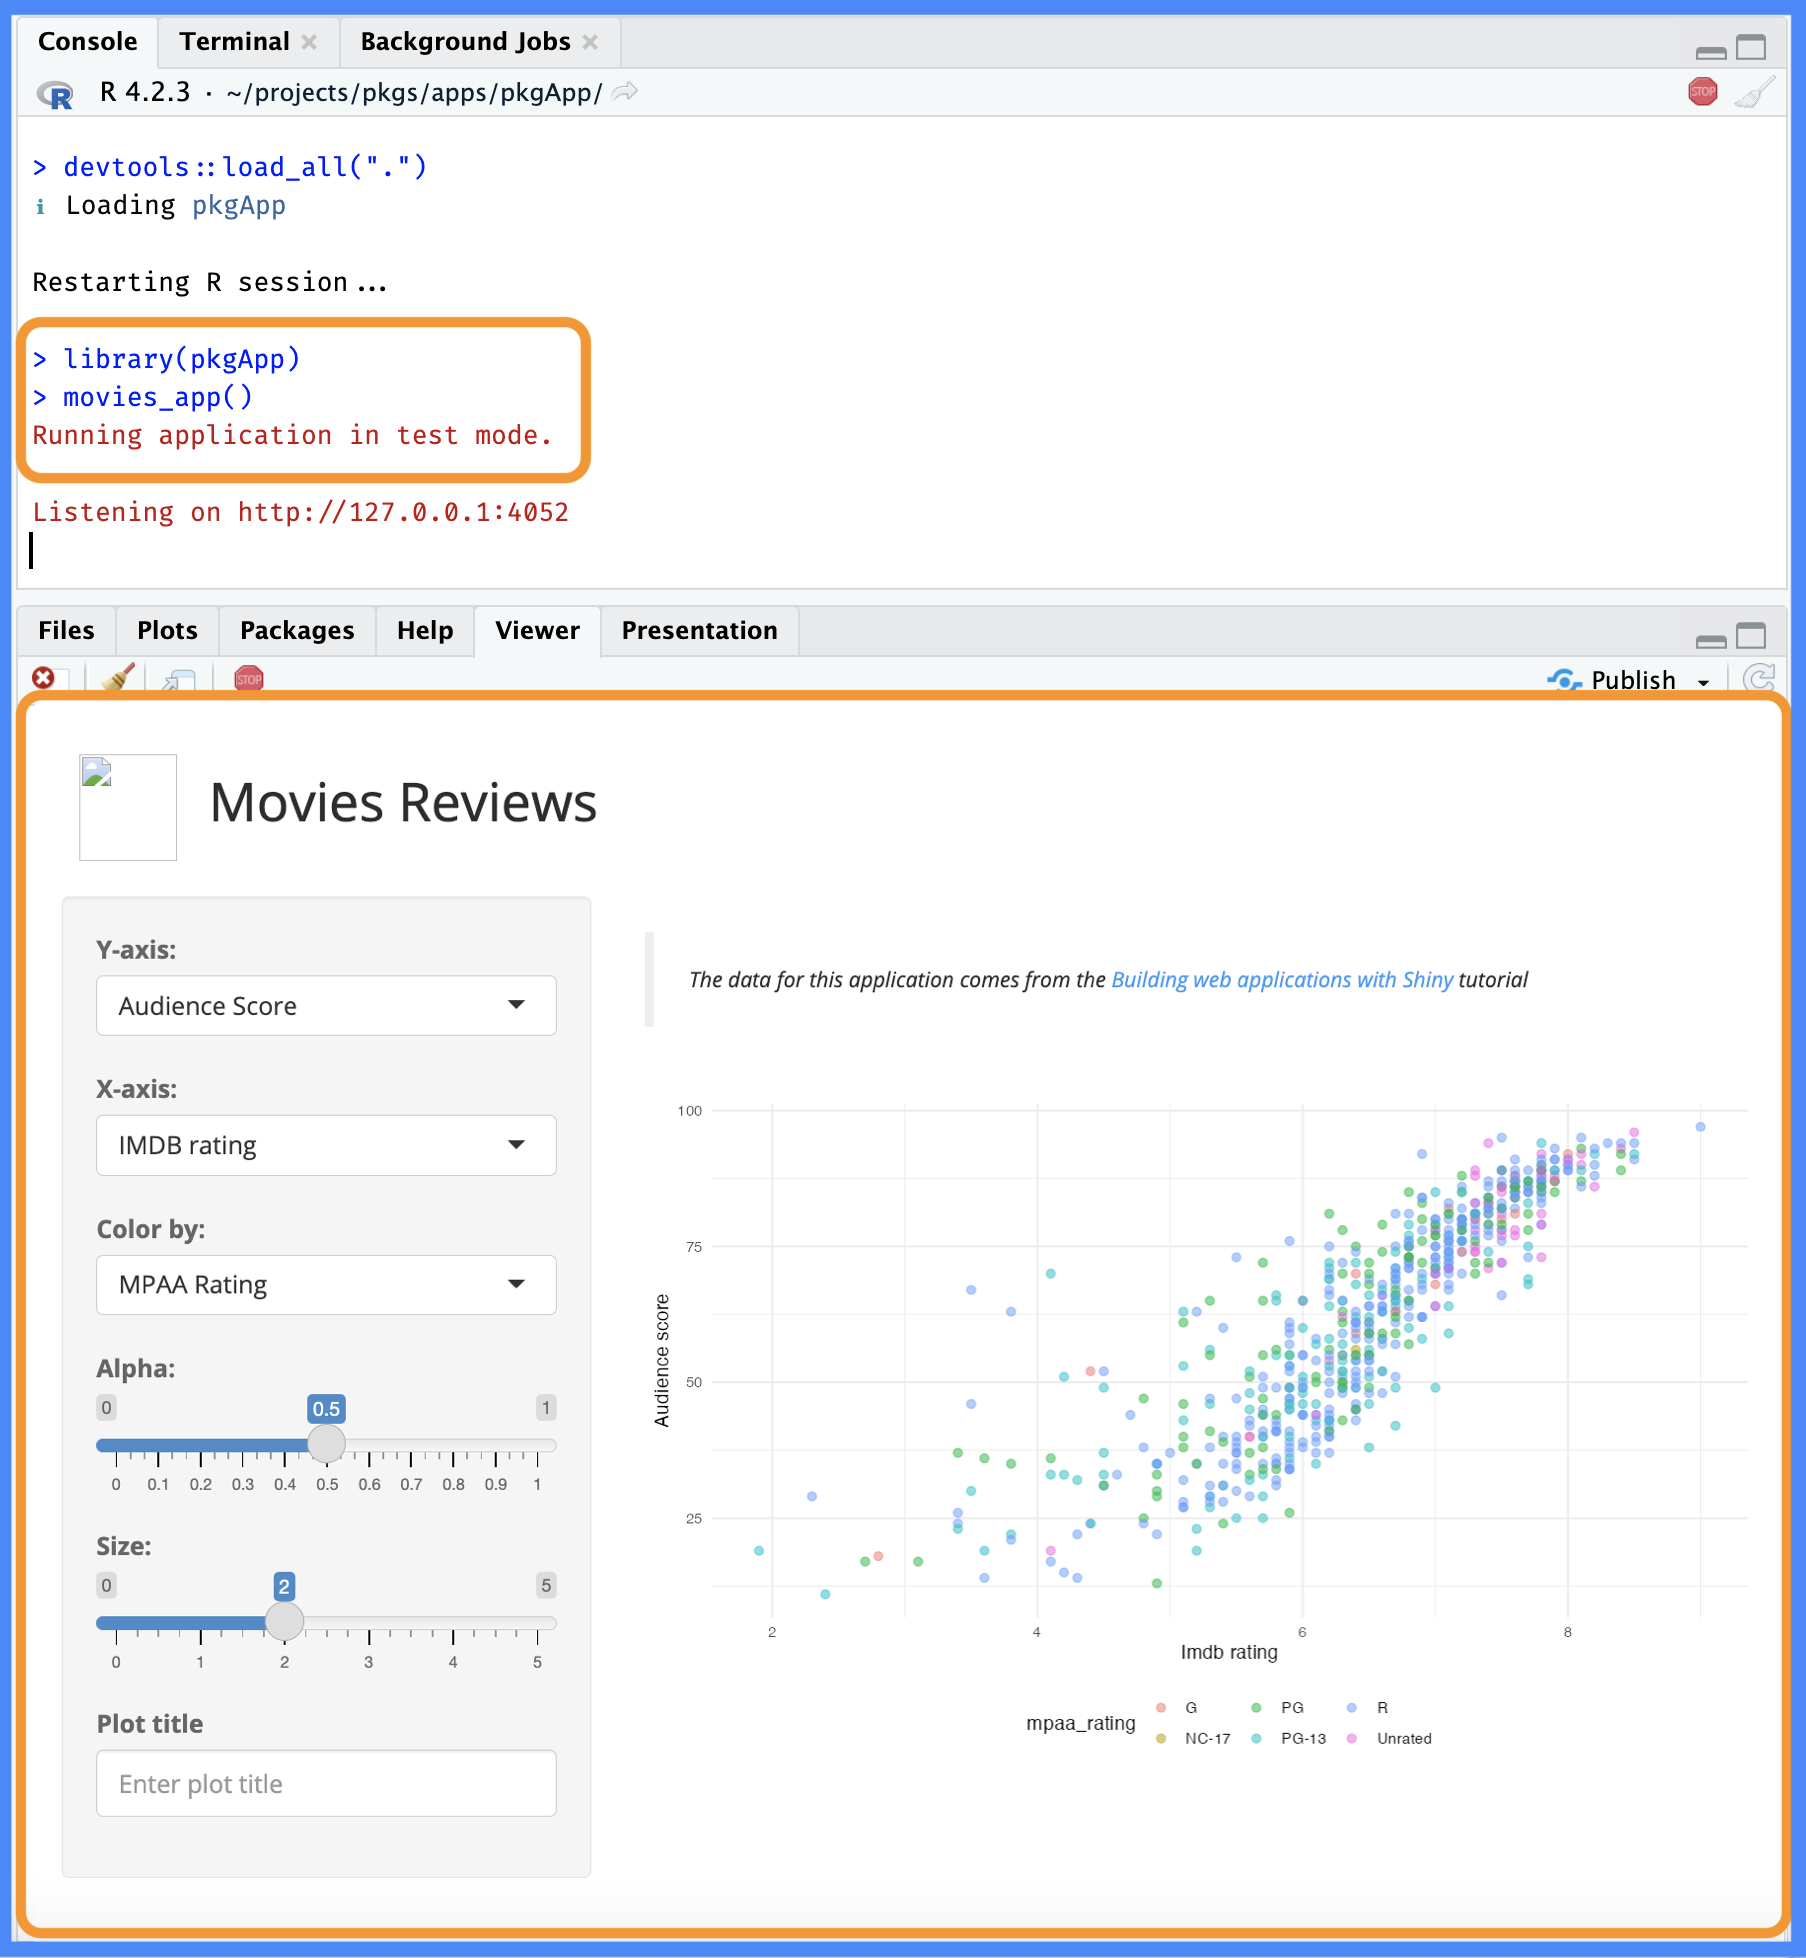 Console Terminal Background Jobs
R 4.2.3 · ~/projects/pkgs/apps/pkgApp/
STOP
> devtools::load_all(".")
ℹ Loading pkgApp
Restarting R session...
> library(pkgApp)
> movies_app()
Running application in test mode.
Listening on http://127.0.0.1:4052
Files Plots Packages Help Viewer Presentation
STOP Publish
Movies Reviews
Y-axis:
Audience Score
X-axis:
IMDB rating
Color by:
MPAA Rating
Alpha:
0 0.5 1
0 0.1 0.2 0.3 0.4 0.5 0.6 0.7 0.8 0.9 1
Size:
0 2 5
0 1 2 3 4 5
Plot title
Enter plot title
The data for this application comes from the Building web applications with Shiny tutorial
100
75
50
25
Audience score
2 4 6 8
Imdb rating
mpaa_rating
G PG R
NC-17 PG-13 Unrated